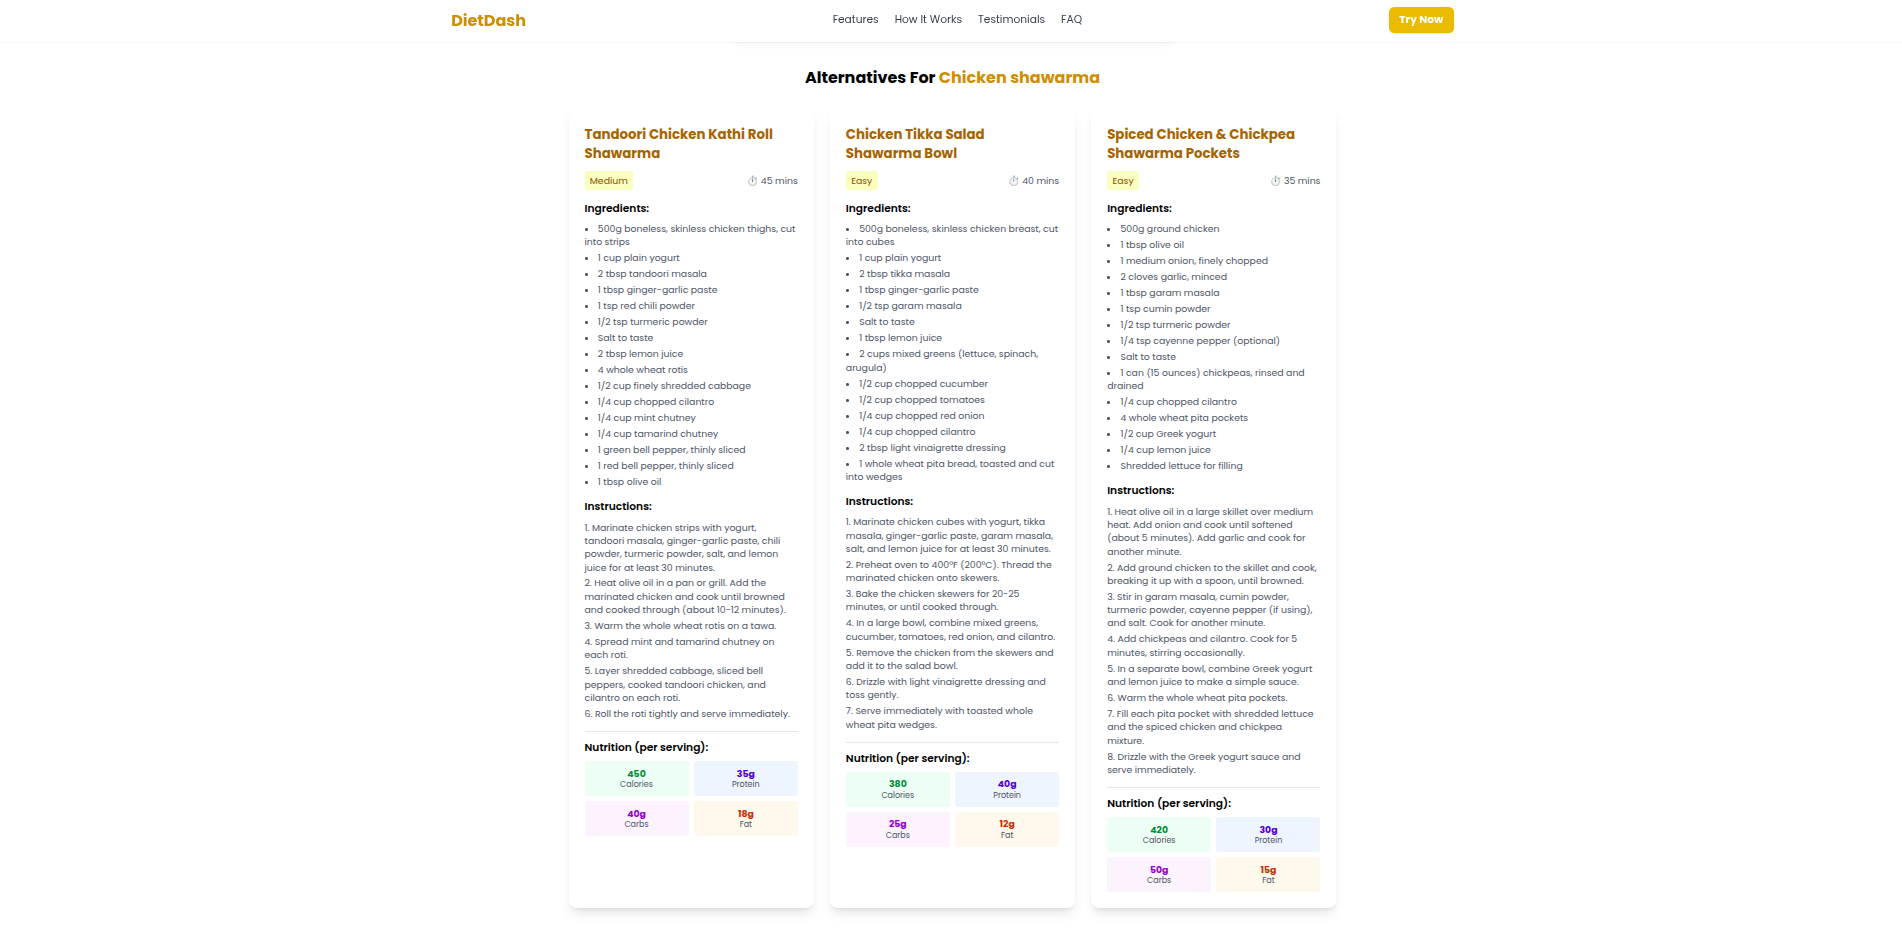 DietDash
Features How It Works Testimonials FAQ
Try Now
Alternatives For Chicken shawarma
Tandoori Chicken Kathi Roll
Shawarma
Medium
45 mins
Ingredients:
• 500g boneless, skinless chicken thighs, cut
into strips
• 1 cup plain yogurt
• 2 tbsp tandoori masala
• 1 tbsp ginger-garlic paste
• 1 tsp red chili powder
• 1/2 tsp turmeric powder
• Salt to taste
• 2 tbsp lemon juice
• 4 whole wheat rotis
• 1/2 cup finely shredded cabbage
• 1/4 cup chopped cilantro
• 1/4 cup mint chutney
• 1/4 cup tamarind chutney
• 1 green bell pepper, thinly sliced
• 1 red bell pepper, thinly sliced
• 1 tbsp olive oil
Instructions:
1. Marinate chicken strips with yogurt,
tandoori masala, ginger-garlic paste, chili
powder, turmeric powder, salt, and lemon
juice for at least 30 minutes.
2. Heat olive oil in a pan or grill. Add the
marinated chicken and cook until browned
and cooked through (about 10-12 minutes).
3. Warm the whole wheat rotis on a tawa.
4. Spread mint and tamarind chutney on
each roti.
5. Layer shredded cabbage, sliced bell
peppers, cooked tandoori chicken, and
cilantro on each roti.
6. Roll the roti tightly and serve immediately.
Nutrition (per serving):
450
Calories
35g
Protein
40g
Carbs
18g
Fat
Chicken Tikka Salad
Shawarma Bowl
Easy
40 mins
Ingredients:
• 500g boneless, skinless chicken breast, cut
into cubes
• 1 cup plain yogurt
• 2 tbsp tikka masala
• 1 tbsp ginger-garlic paste
• 1/2 tsp garam masala
• Salt to taste
• 1 tbsp lemon juice
• 2 cups mixed greens (lettuce, spinach,
arugula)
• 1/2 cup chopped cucumber
• 1/2 cup chopped tomatoes
• 1/4 cup chopped red onion
• 1/4 cup chopped cilantro
• 2 tbsp light vinaigrette dressing
• 1 whole wheat pita bread, toasted and cut
into wedges
Instructions:
1. Marinate chicken cubes with yogurt, tikka
masala, ginger-garlic paste, garam masala,
salt, and lemon juice for at least 30 minutes.
2. Preheat oven to 400°F (200°C). Thread the
marinated chicken onto skewers.
3. Bake the chicken skewers for 20-25
minutes, or until cooked through.
4. In a large bowl, combine mixed greens,
cucumber, tomatoes, red onion, and cilantro.
5. Remove the chicken from the skewers and
add it to the salad bowl.
6. Drizzle with light vinaigrette dressing and
toss gently.
7. Serve immediately with toasted whole
wheat pita wedges.
Nutrition (per serving):
380
Calories
40g
Protein
25g
Carbs
12g
Fat
Spiced Chicken & Chickpea
Shawarma Pockets
Easy
35 mins
Ingredients:
• 500g ground chicken
• 1 tbsp olive oil
• 1 medium onion, finely chopped
• 2 cloves garlic, minced
• 1 tbsp garam masala
• 1 tsp cumin powder
• 1/2 tsp turmeric powder
• 1/4 tsp cayenne pepper (optional)
• Salt to taste
• 1 can (15 ounces) chickpeas, rinsed and
drained
• 1/4 cup chopped cilantro
• 4 whole wheat pita pockets
• 1/2 cup Greek yogurt
• 1/4 cup lemon juice
• Shredded lettuce for filling
Instructions:
1. Heat olive oil in a large skillet over medium
heat. Add onion and cook until softened
(about 5 minutes). Add garlic and cook for
another minute.
2. Add ground chicken to the skillet and cook,
breaking it up with a spoon, until browned.
3. Stir in garam masala, cumin powder,
turmeric powder, cayenne pepper (if using),
and salt. Cook for another minute.
4. Add chickpeas and cilantro. Cook for 5
minutes, stirring occasionally.
5. In a separate bowl, combine Greek yogurt
and lemon juice to make a simple sauce.
6. Warm the whole wheat pita pockets.
7. Fill each pita pocket with shredded lettuce
and the spiced chicken and chickpea
mixture.
8. Drizzle with the Greek yogurt sauce and
serve immediately.
Nutrition (per serving):
420
Calories
30g
Protein
50g
Carbs
15g
Fat